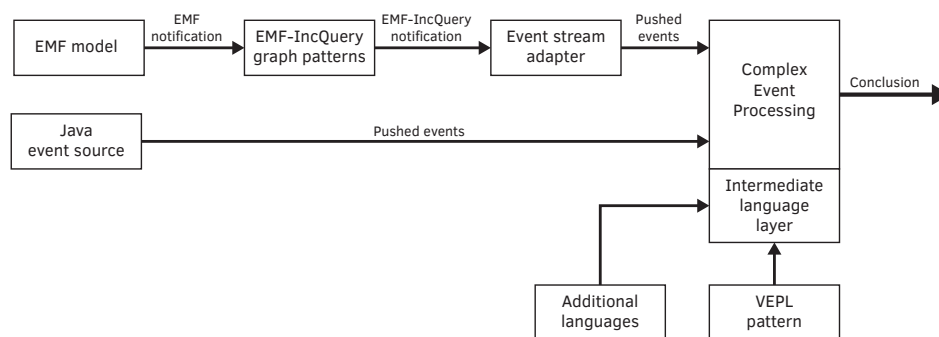 EMF
notification
EMF-IncQuery
notification
Pushed
events
EMF model
EMF-IncQuery
graph patterns
Event stream
adapter
Complex
Event
Processing
Conclusion
Java
event source
Pushed events
Intermediate
language
layer
Additional
languages
VEPL
pattern